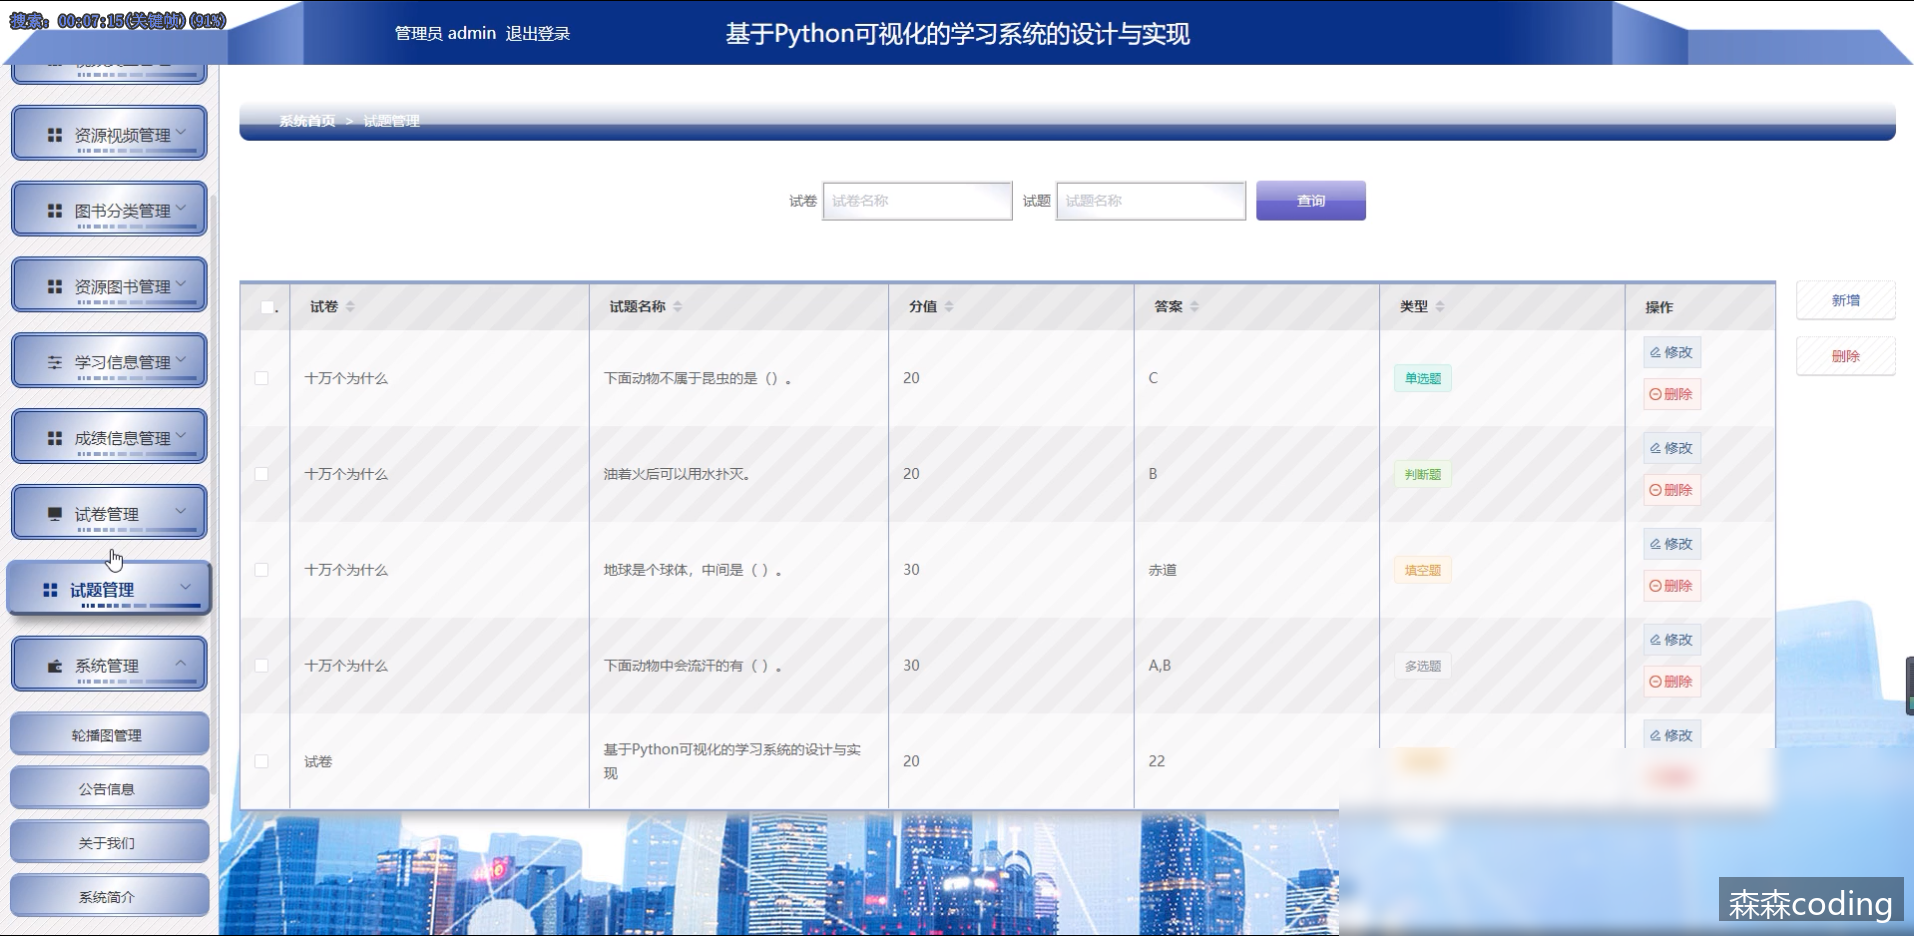 搜索: 00:07:15(关键帧)(91%)
管理员 admin 退出登录
基于Python可视化的学习系统的设计与实现
资源视频管理
图书分类管理
资源图书管理
学习信息管理
成绩信息管理
试卷管理
试题管理
系统管理
轮播图管理
公告信息
关于我们
系统简介
系统首页 > 试题管理
试卷 试卷名称 试题 试题名称 查询
新增
删除
试卷 试题名称 分值 答案 类型 操作
十万个为什么 下面动物不属于昆虫的是（）。 20 C 单选题 修改 删除
十万个为什么 油着火后可以用水扑灭。 20 B 判断题 修改 删除
十万个为什么 地球是个球体，中间是（ ）。 30 赤道 填空题 修改 删除
十万个为什么 下面动物中会流汗的有（ ）。 30 A,B 多选题 修改 删除
试卷 基于Python可视化的学习系统的设计与实
现 20 22 修改
森森coding